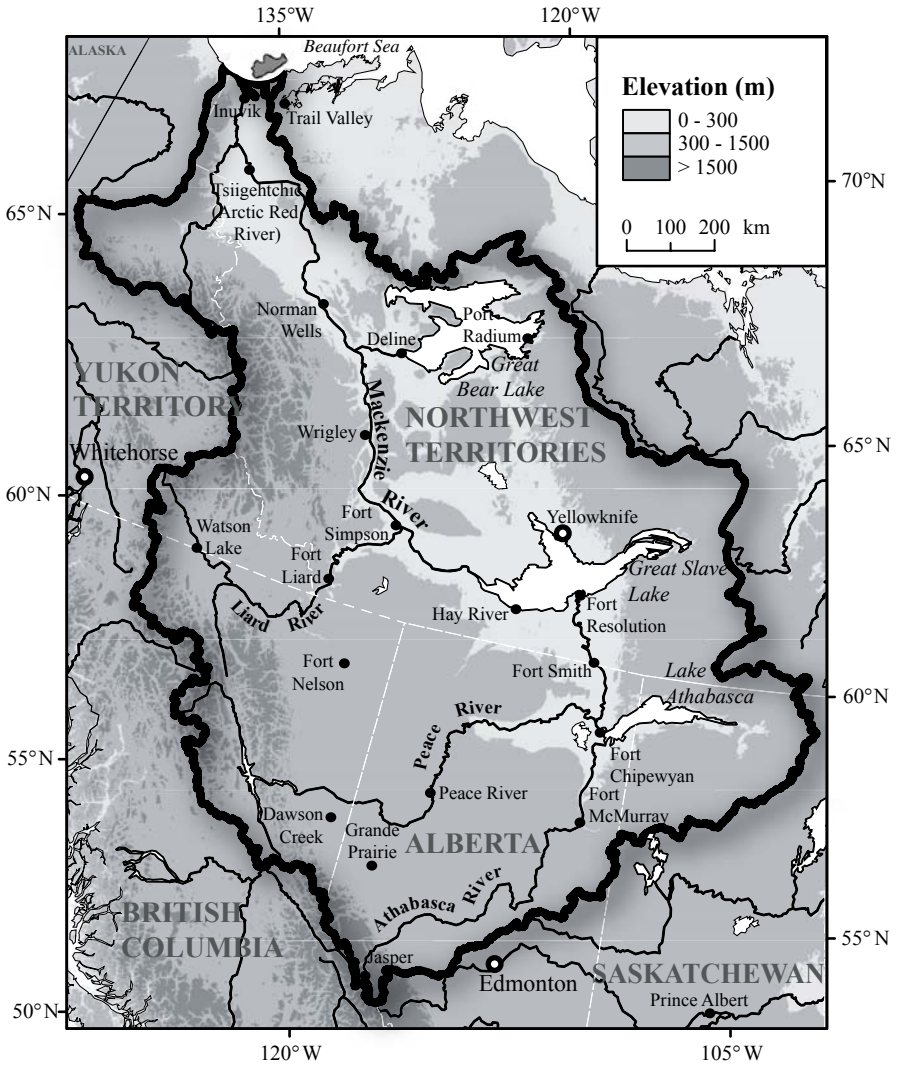 135°W
120°W
ALASKA
Beaufort Sea
Elevation (m)
0 - 300
300 - 1500
> 1500
0 100 200 km
Inuvik
Trail Valley
70°N
65°N
Tsiigehtchic
(Arctic Red
River)
Norman
Wells
Deline
Port
Radium
Great
Bear Lake
YUKON
TERRITORY
Mackenzie
River
NORTHWEST
TERRITORIES
Wrigley
65°N
Whitehorse
60°N
Watson
Lake
Fort
Simpson
Yellowknife
Fort
Liard
Great Slave
Lake
Liard River
Hay River
Fort
Resolution
Fort
Nelson
Fort Smith
Lake
Athabasca
60°N
Peace
River
55°N
Fort
Chipewyan
Peace River
Fort
McMurray
Dawson
Creek
Grande
Prairie
ALBERTA
Athabasca River
BRITISH
COLUMBIA
55°N
Jasper
Edmonton
SASKATCHEWAN
Prince Albert
50°N
120°W
105°W